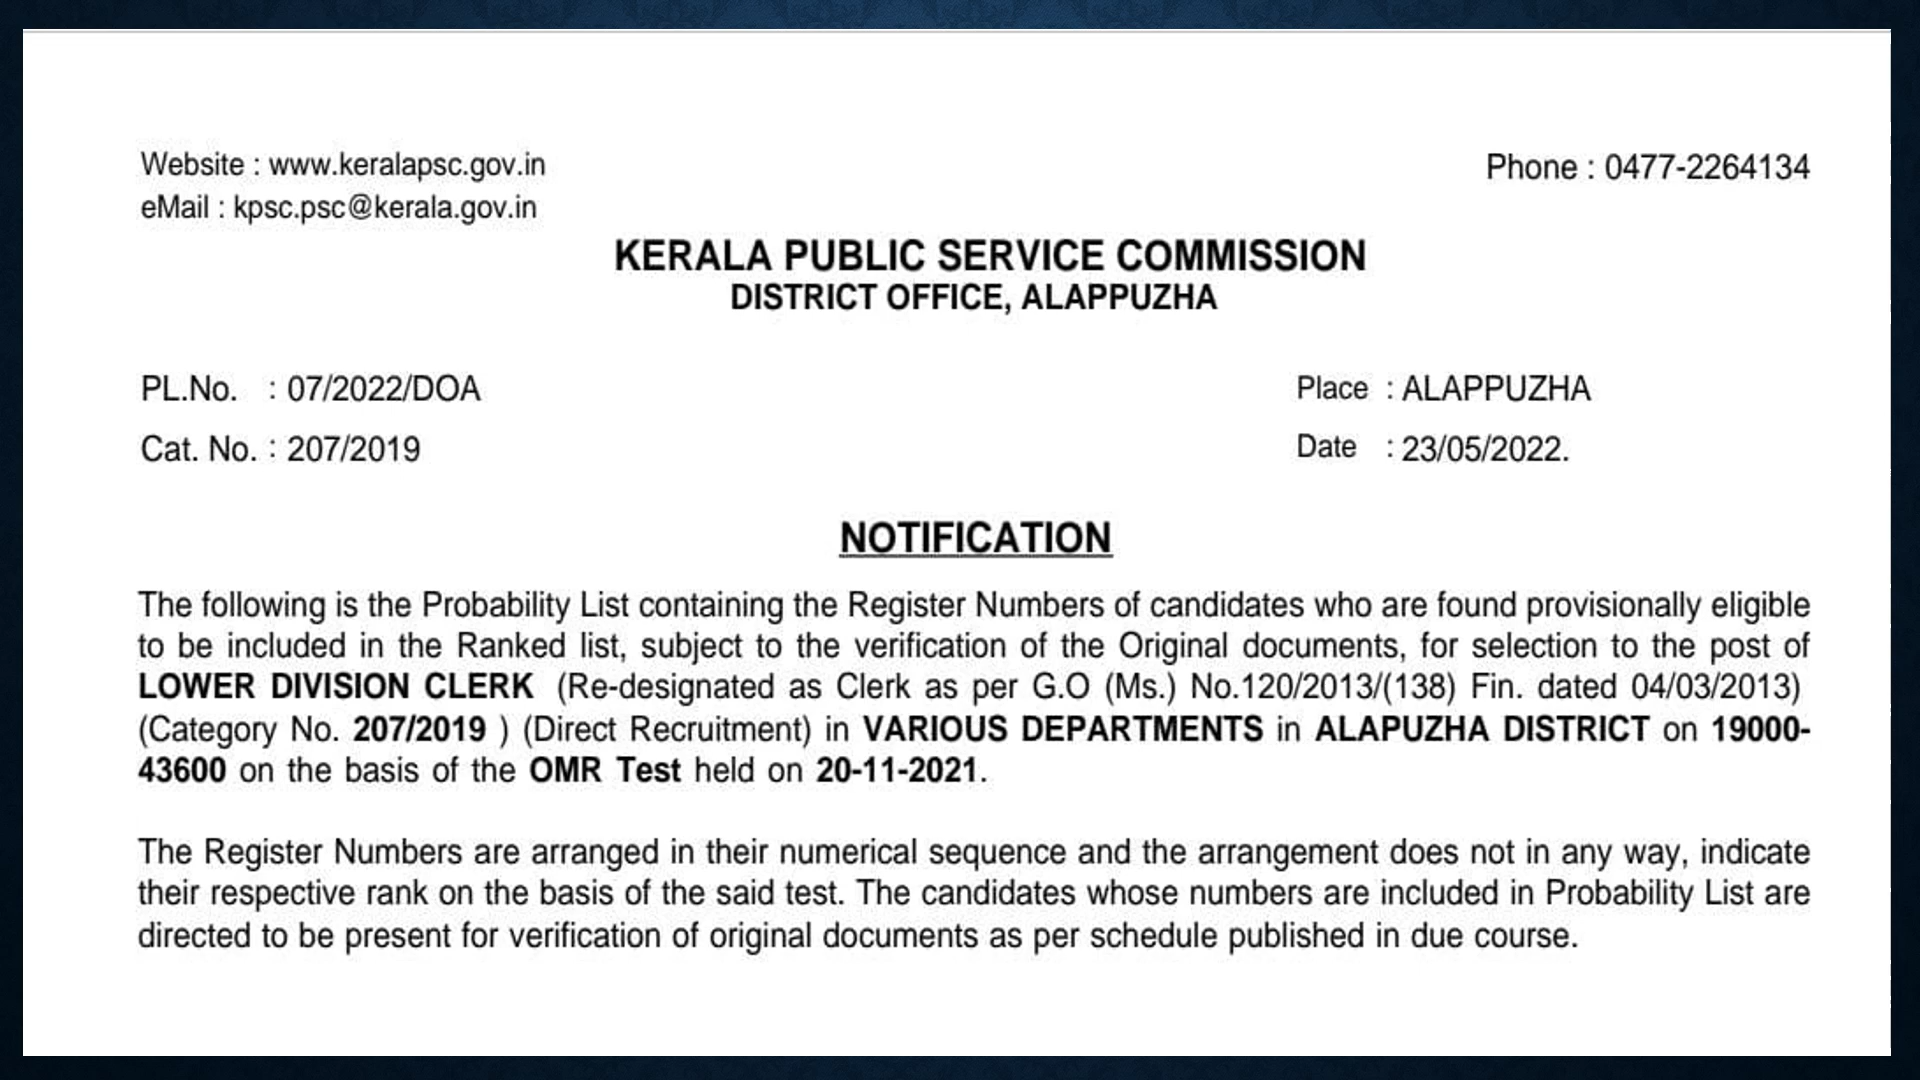 Website : www.keralapsc.gov.in
Phone : 0477-2264134
eMail : kpsc.psc@kerala.gov.in
KERALA PUBLIC SERVICE COMMISSION
DISTRICT OFFICE, ALAPPUZHA
PL.No. : 07/2022/DOA
Place : ALAPPUZHA
Cat. No. : 207/2019
Date : 23/05/2022.
NOTIFICATION
The following is the Probability List containing the Register Numbers of candidates who are found provisionally eligible
to be included in the Ranked list, subject to the verification of the Original documents, for selection to the post of
LOWER DIVISION CLERK (Re-designated as Clerk as per G.O (Ms.) No.120/2013/(138) Fin. dated 04/03/2013)
(Category No. 207/2019 ) (Direct Recruitment) in VARIOUS DEPARTMENTS in ALAPUZHA DISTRICT on 19000-
43600 on the basis of the OMR Test held on 20-11-2021.
The Register Numbers are arranged in their numerical sequence and the arrangement does not in any way, indicate
their respective rank on the basis of the said test. The candidates whose numbers are included in Probability List are
directed to be present for verification of original documents as per schedule published in due course.